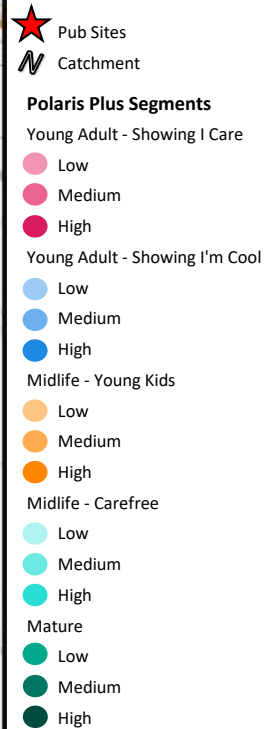 Pub Sites
Catchment
Polaris Plus Segments
Young Adult - Showing I Care
Low
Medium
High
Young Adult - Showing I'm Cool
Low
Medium
High
Midlife - Young Kids
Low
Medium
High
Midlife - Carefree
Low
Medium
High
Mature
Low
Medium
High